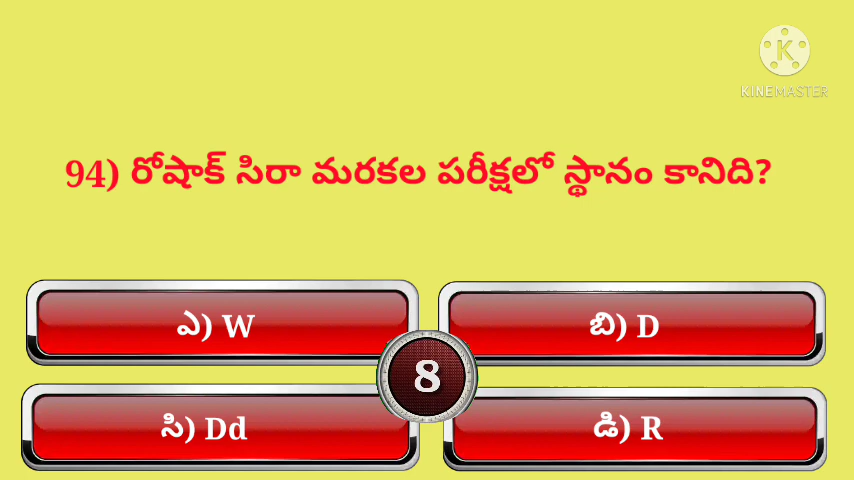 KINEMASTER
94) రోషాక్ సిరా మరకల పరీక్షలో స్థానం కానిది?
ఎ) W
బి) D
8
సి) Dd
డి) R